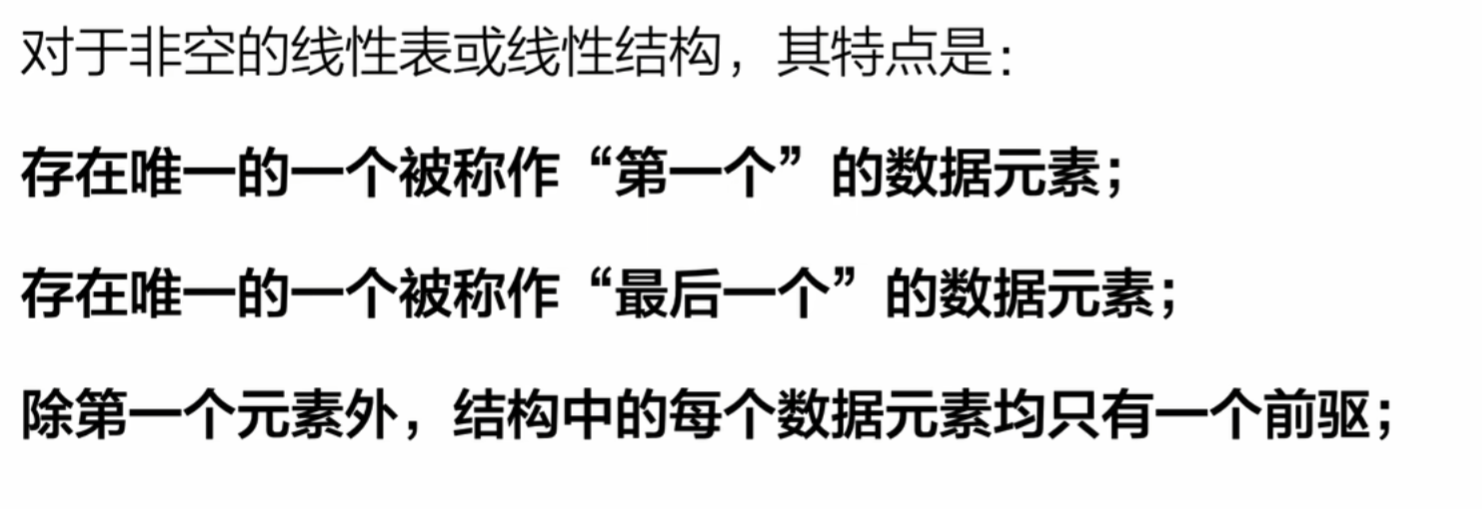 对于非空的线性表或线性结构，其特点是：
存在唯一的一个被称作“第一个”的数据元素；
存在唯一的一个被称作“最后一个”的数据元素；
除第一个元素外，结构中的每个数据元素均只有一个前驱；